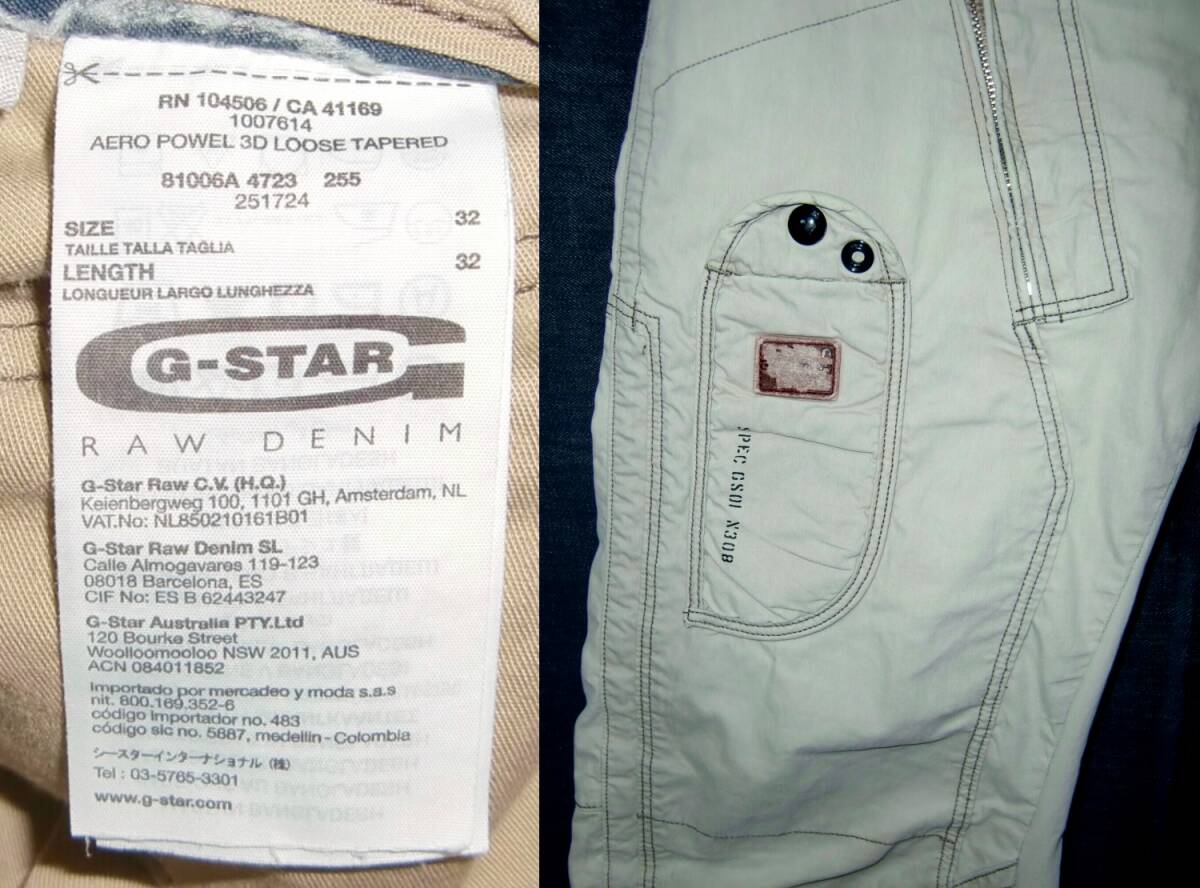 RN 104506 / CA 41169
1007614
AERO POWEL 3D LOOSE TAPERED
81006A 4723 255
251724
SIZE 32
TAILLE TALLA TAGLIA
LENGTH 32
LONGUEUR LARGO LUNGHEZZA
G-STAR
RAW DENIM
G-Star Raw C.V. (H.Q.)
Keienbergweg 100, 1101 GH, Amsterdam, NL
VAT.No: NL850210161B01
G-Star Raw Denim SL
Calle Almogavares 119-123
08018 Barcelona, ES
CIF No: ES B 62443247
G-Star Australia PTY.Ltd
120 Bourke Street
Woolloomooloo NSW 2011, AUS
ACN 084011852
Importado por mercadeo y moda s.a.s
nit. 800.169.352-6
código importador no. 483
código sic no. 5887, medellin - Colombia
ジースターインターナショナル (株)
Tel : 03-5765-3301
www.g-star.com
SPEC GS01 N308